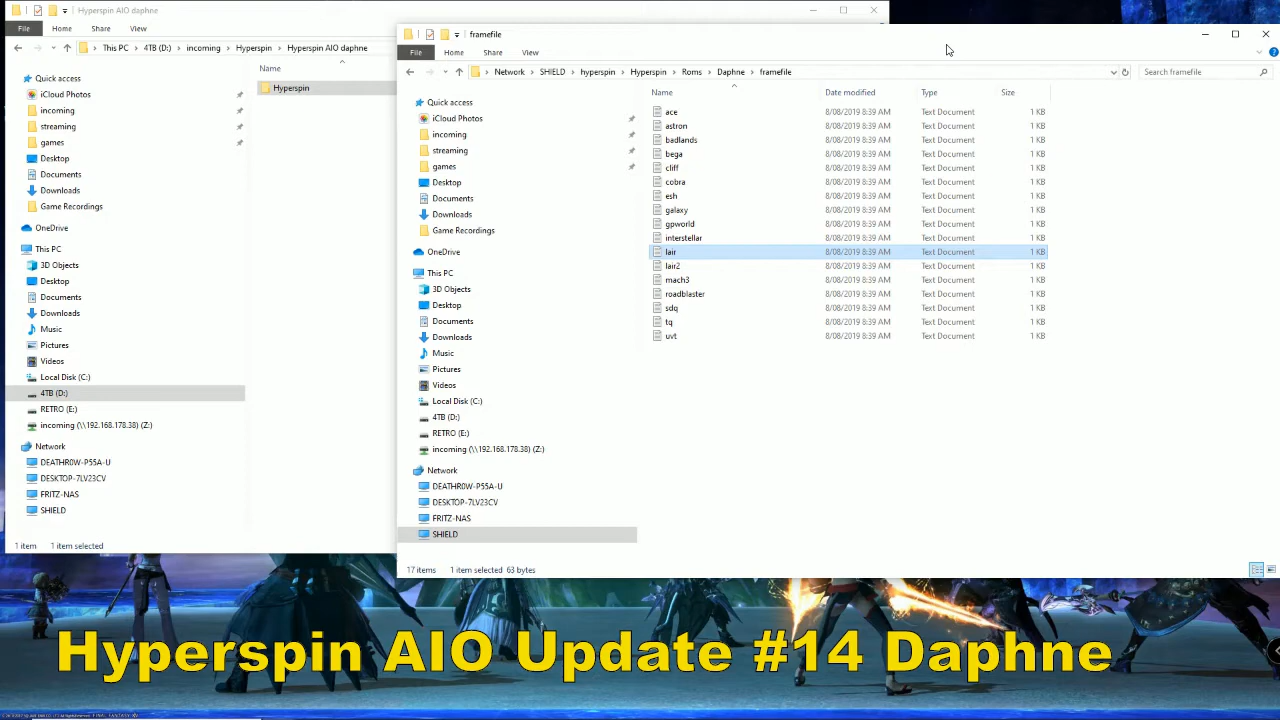 Hyperspin AIO daphne
File Home Share View
This PC 4TB (D:) incoming Hyperspin Hyperspin AIO daphne
Name
Quick access
Hyperspin
iCloud Photos
incoming
streaming
games
Desktop
Documents
Downloads
Game Recordings
OneDrive
This PC
3D Objects
Desktop
Documents
Downloads
Music
Pictures
Videos
Local Disk (C:)
4TB (D:)
RETRO (E:)
incoming (\\192.168.178.38) (Z:)
Network
DEATHR0W-P55A-U
DESKTOP-7LV23CV
FRITZ-NAS
SHIELD
1 item 1 item selected
framefile
File Home Share View
Network SHIELD hyperspin Hyperspin Roms Daphne framefile
Search framefile
Quick access
iCloud Photos
incoming
streaming
games
Desktop
Documents
Downloads
Game Recordings
OneDrive
This PC
3D Objects
Desktop
Documents
Downloads
Music
Pictures
Videos
Local Disk (C:)
4TB (D:)
RETRO (E:)
incoming (\\192.168.178.38) (Z:)
Network
DEATHR0W-P55A-U
DESKTOP-7LV23CV
FRITZ-NAS
SHIELD
Name Date modified Type Size
ace 8/08/2019 8:39 AM Text Document 1 KB
astron 8/08/2019 8:39 AM Text Document 1 KB
badlands 8/08/2019 8:39 AM Text Document 1 KB
bega 8/08/2019 8:39 AM Text Document 1 KB
cliff 8/08/2019 8:39 AM Text Document 1 KB
cobra 8/08/2019 8:39 AM Text Document 1 KB
esh 8/08/2019 8:39 AM Text Document 1 KB
galaxy 8/08/2019 8:39 AM Text Document 1 KB
gpworld 8/08/2019 8:39 AM Text Document 1 KB
interstellar 8/08/2019 8:39 AM Text Document 1 KB
lair 8/08/2019 8:39 AM Text Document 1 KB
lair2 8/08/2019 8:39 AM Text Document 1 KB
mach3 8/08/2019 8:39 AM Text Document 1 KB
roadblaster 8/08/2019 8:39 AM Text Document 1 KB
sdq 8/08/2019 8:39 AM Text Document 1 KB
tq 8/08/2019 8:39 AM Text Document 1 KB
uvt 8/08/2019 8:39 AM Text Document 1 KB
17 items 1 item selected 63 bytes
Hyperspin AIO Update #14 Daphne